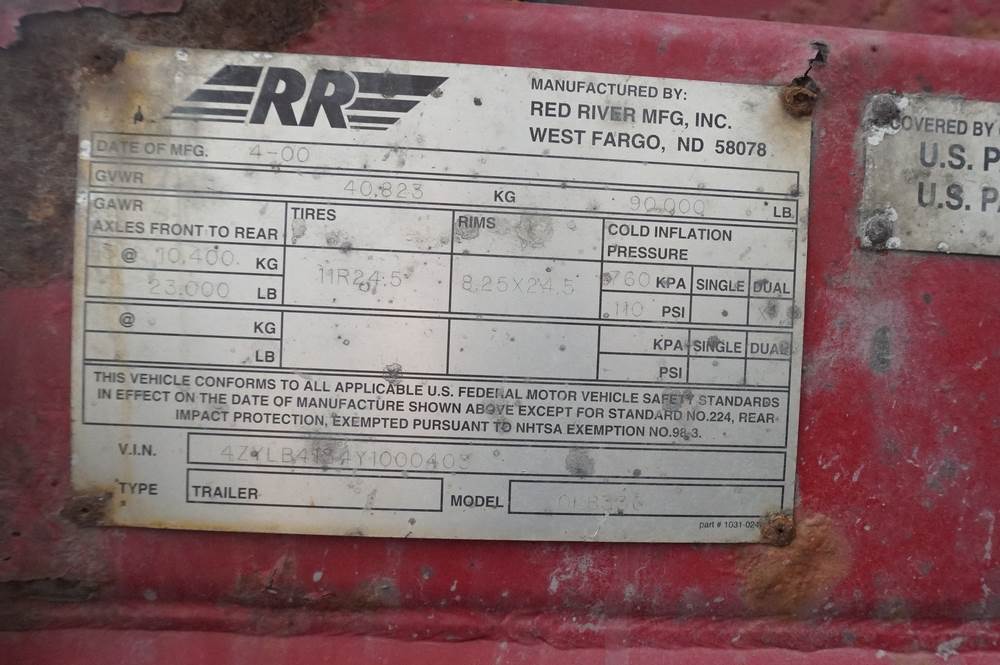 RR
MANUFACTURED BY:
RED RIVER MFG, INC.
WEST FARGO, ND 58078
DATE OF MFG. 4-00
GVWR 40,823 KG 90,000 LB
GAWR
AXLES FRONT TO REAR
TIRES
RIMS
COLD INFLATION
PRESSURE
@ 10,400 KG
11R24.5
8.25X24.5
760 KPA SINGLE DUAL
23,000 LB
110 PSI X
@ KG
KPA SINGLE DUAL
LB
PSI
THIS VEHICLE CONFORMS TO ALL APPLICABLE U.S. FEDERAL MOTOR VEHICLE SAFETY STANDARDS
IN EFFECT ON THE DATE OF MANUFACTURE SHOWN ABOVE EXCEPT FOR STANDARD NO.224, REAR
IMPACT PROTECTION, EXEMPTED PURSUANT TO NHTSA EXEMPTION NO.98-3.
V.I.N.
TYPE TRAILER
MODEL
part # 1031-024
COVERED BY
U.S. P
U.S. PA